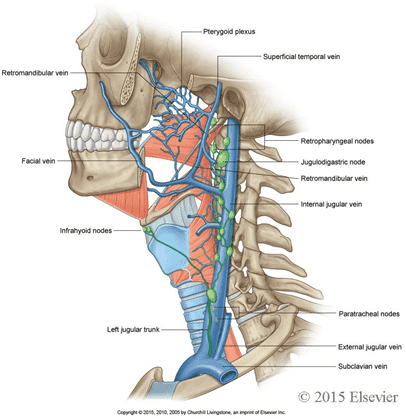 Pterygoid plexus
Superficial temporal vein
Retromandibular vein
Retropharyngeal nodes
Facial vein
Jugulodigastric node
Retromandibular vein
Internal jugular vein
Infrahyoid nodes
Paratracheal nodes
Left jugular trunk
External jugular vein
Subclavian vein
© 2015 Elsevier
Copyright © 2015, 2010, 2005 by Churchill Livingstone, an imprint of Elsevier Inc.